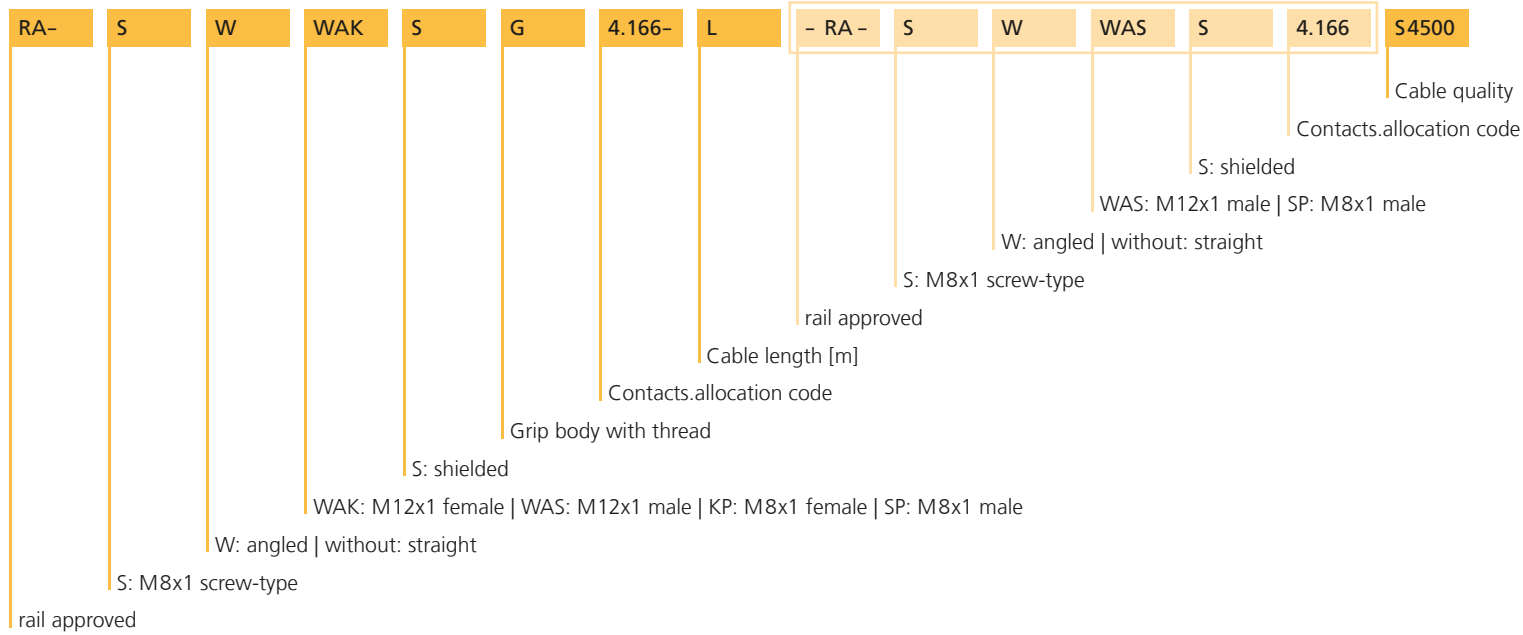 RA– S W WAK S G 4.166– L – RA – S W WAS S 4.166 S4500
Cable quality
Contacts.allocation code
S: shielded
WAS: M12x1 male | SP: M8x1 male
W: angled | without: straight
S: M8x1 screw-type
rail approved
Cable length [m]
Contacts.allocation code
Grip body with thread
S: shielded
WAK: M12x1 female | WAS: M12x1 male | KP: M8x1 female | SP: M8x1 male
W: angled | without: straight
S: M8x1 screw-type
rail approved